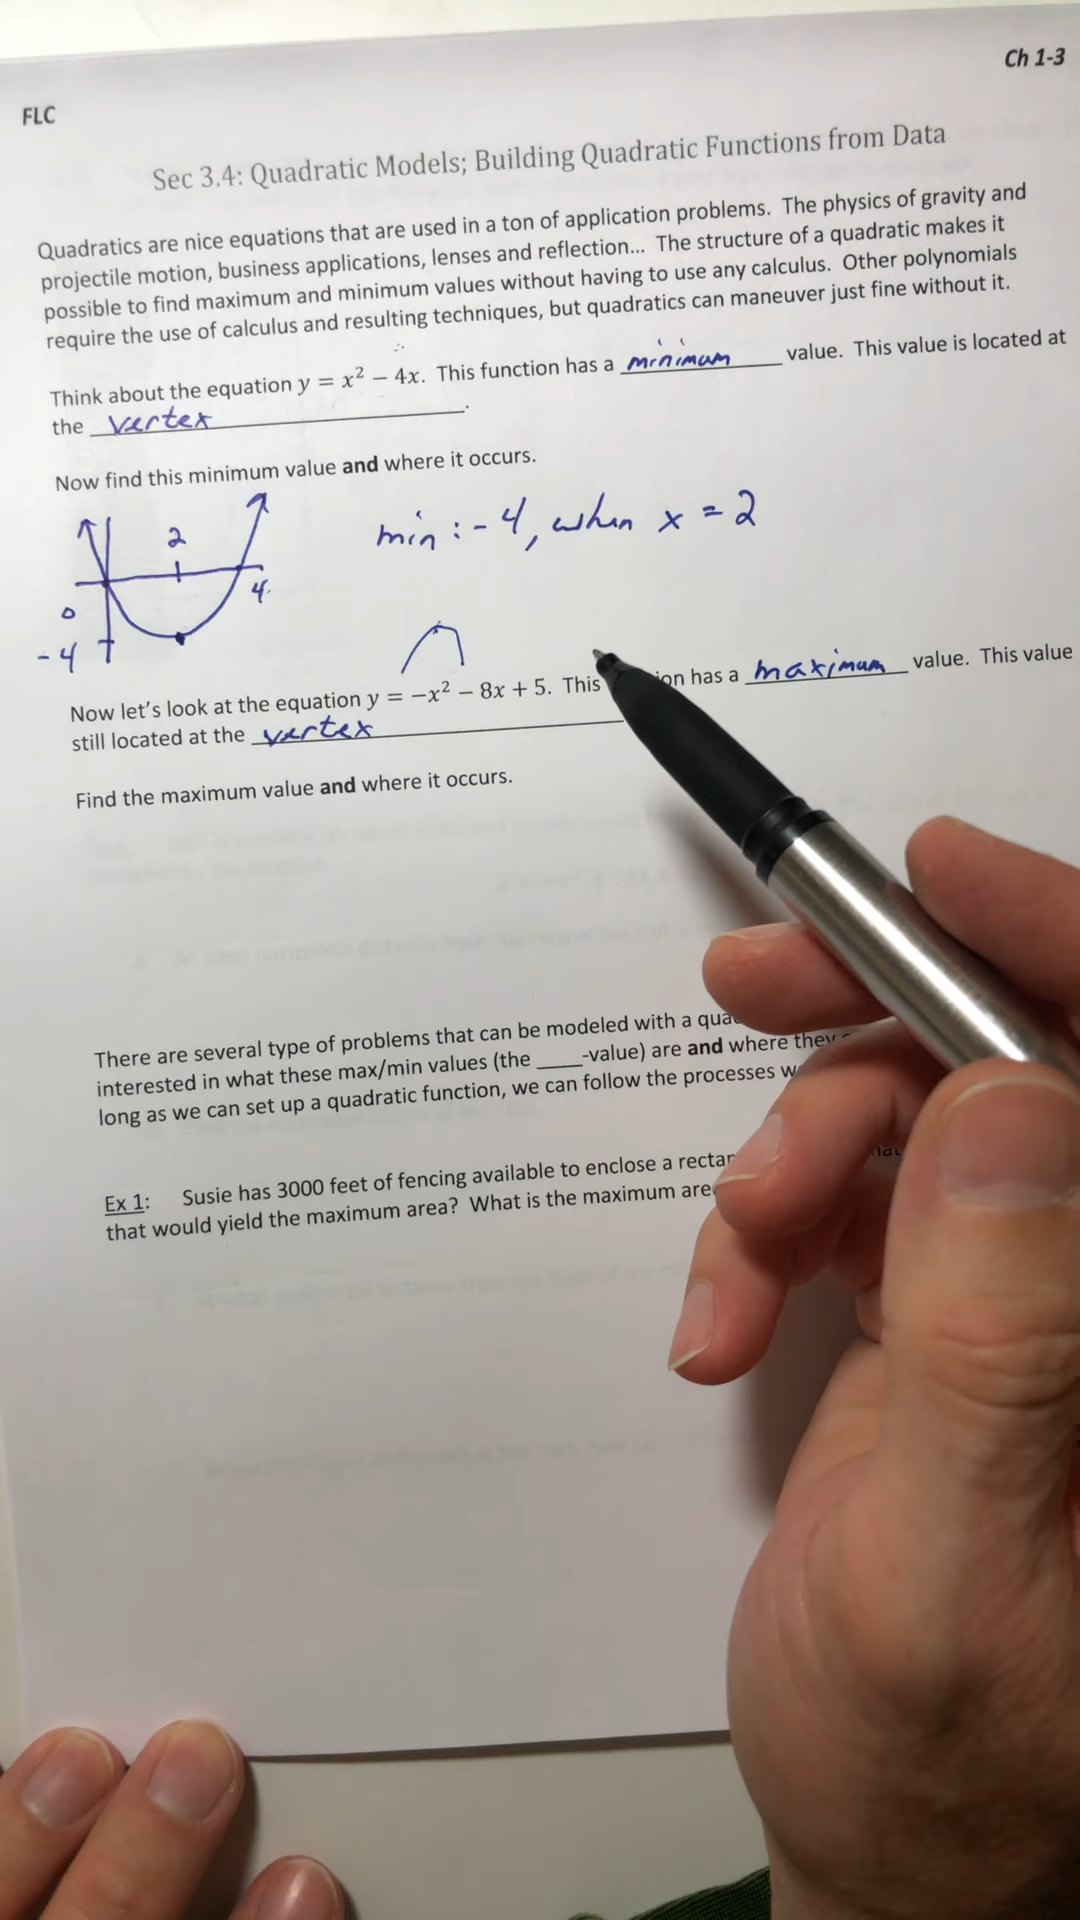 Ch 1-3
FLC
Sec 3.4: Quadratic Models; Building Quadratic Functions from Data
Quadratics are nice equations that are used in a ton of application problems. The physics of gravity and
projectile motion, business applications, lenses and reflection... The structure of a quadratic makes it
possible to find maximum and minimum values without having to use any calculus. Other polynomials
require the use of calculus and resulting techniques, but quadratics can maneuver just fine without it.
Think about the equation y = x² − 4x. This function has a minimum value. This value is located at
the vertex.
Now find this minimum value and where it occurs.
2
0
4
-4
min: -4, when x = 2
Now let's look at the equation y = −x² − 8x + 5. This ion has a maximum value. This value
still located at the vertex
Find the maximum value and where it occurs.
There are several type of problems that can be modeled with a
interested in what these max/min values (the ____-value) are and where they
long as we can set up a quadratic function, we can follow the processes
Ex 1: Susie has 3000 feet of fencing available to enclose a
that would yield the maximum area? What is the maximum